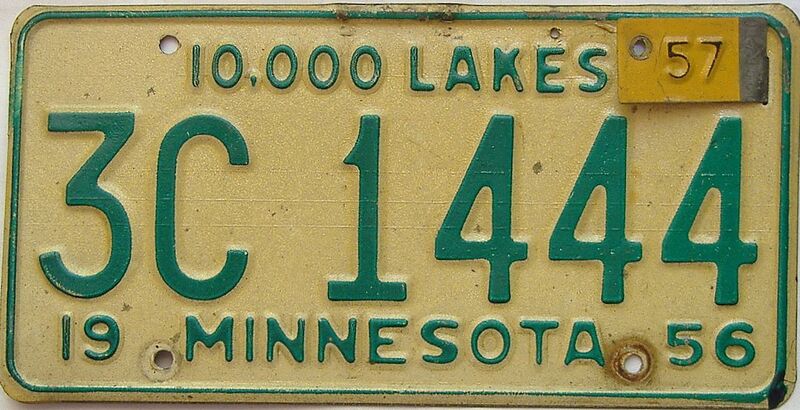 10,000 LAKES 57
3C 1444
19 MINNESOTA 56